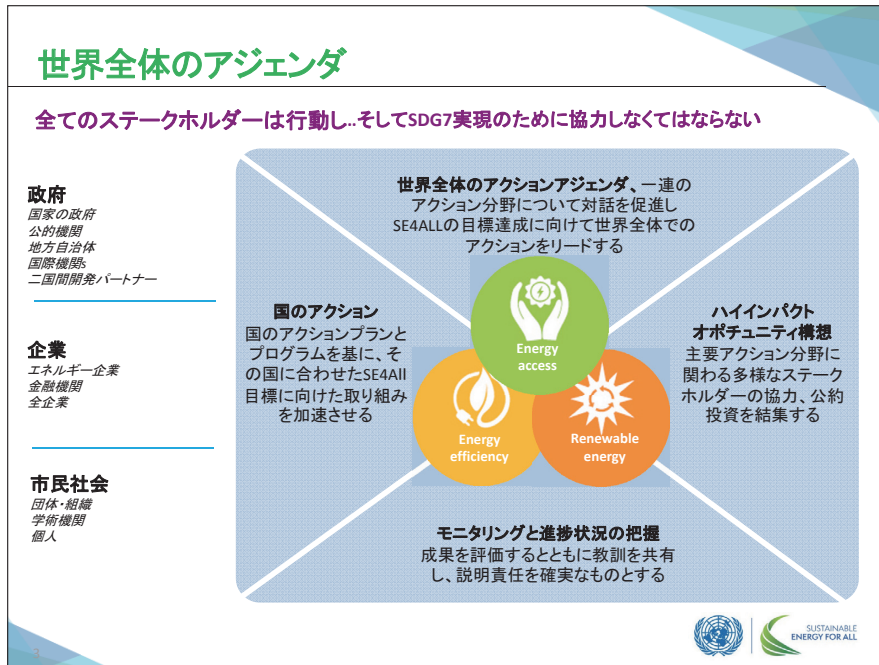 世界全体のアジェンダ
全てのステークホルダーは行動し..そしてSDG7実現のために協力しなくてはならない
政府
国家の政府
公的機関
地方自治体
国際機関s
二国間開発パートナー
企業
エネルギー企業
金融機関
全企業
市民社会
団体・組織
学術機関
個人
世界全体のアクションアジェンダ、一連の
アクション分野について対話を促進し
SE4ALLの目標達成に向けて世界全体での
アクションをリードする
国のアクション
国のアクションプランと
プログラムを基に、そ
の国に合わせたSE4All
目標に向けた取り組み
を加速させる
Energy
access
Energy
efficiency
Renewable
energy
ハイインパクト
オポチュニティ構想
主要アクション分野に
関わる多様なステーク
ホルダーの協力、公約
投資を結集する
モニタリングと進捗状況の把握
成果を評価するとともに教訓を共有
し、説明責任を確実なものとする
SUSTAINABLE
ENERGY FOR ALL
3